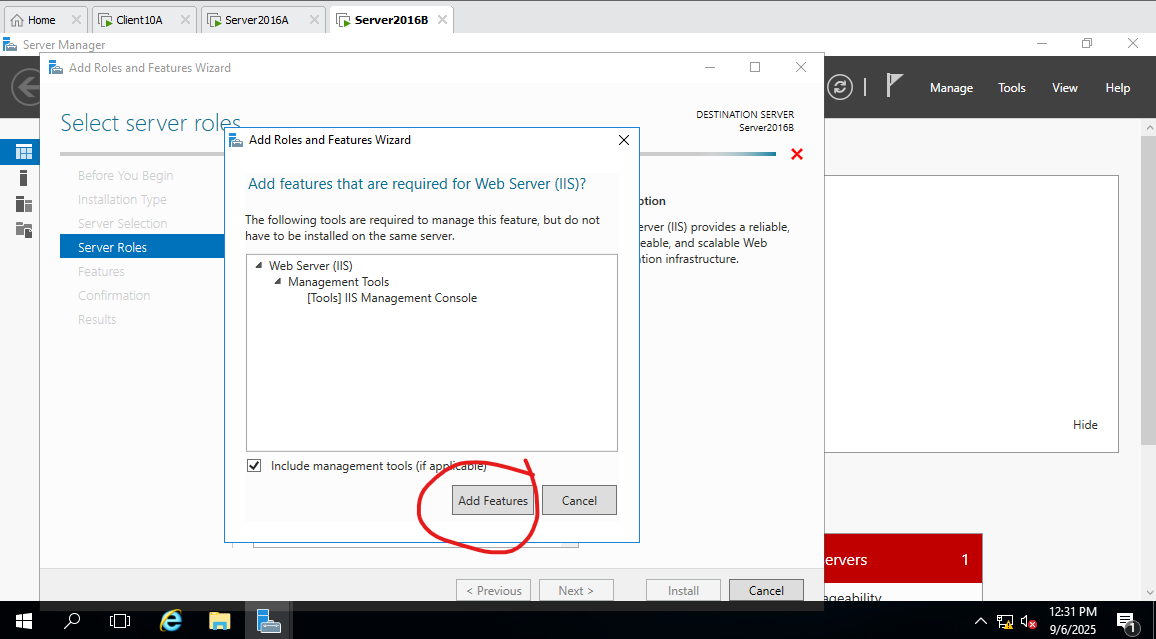 Home
Client10A
Server2016A
Server2016B
Server Manager
Add Roles and Features Wizard
Manage
Tools
View
Help
Select server roles
DESTINATION SERVER
Server2016B
Before You Begin
Installation Type
Server Selection
Server Roles
Features
Confirmation
Results
Add Roles and Features Wizard
Add features that are required for Web Server (IIS)?
The following tools are required to manage this feature, but do not
have to be installed on the same server.
Web Server (IIS)
Management Tools
[Tools] IIS Management Console
Include management tools (if applicable)
Add Features
Cancel
ption
erver (IIS) provides a reliable,
eable, and scalable Web
tion infrastructure.
Hide
ervers
1
ageability
< Previous
Next >
Install
Cancel
12:31 PM
9/6/2025
1